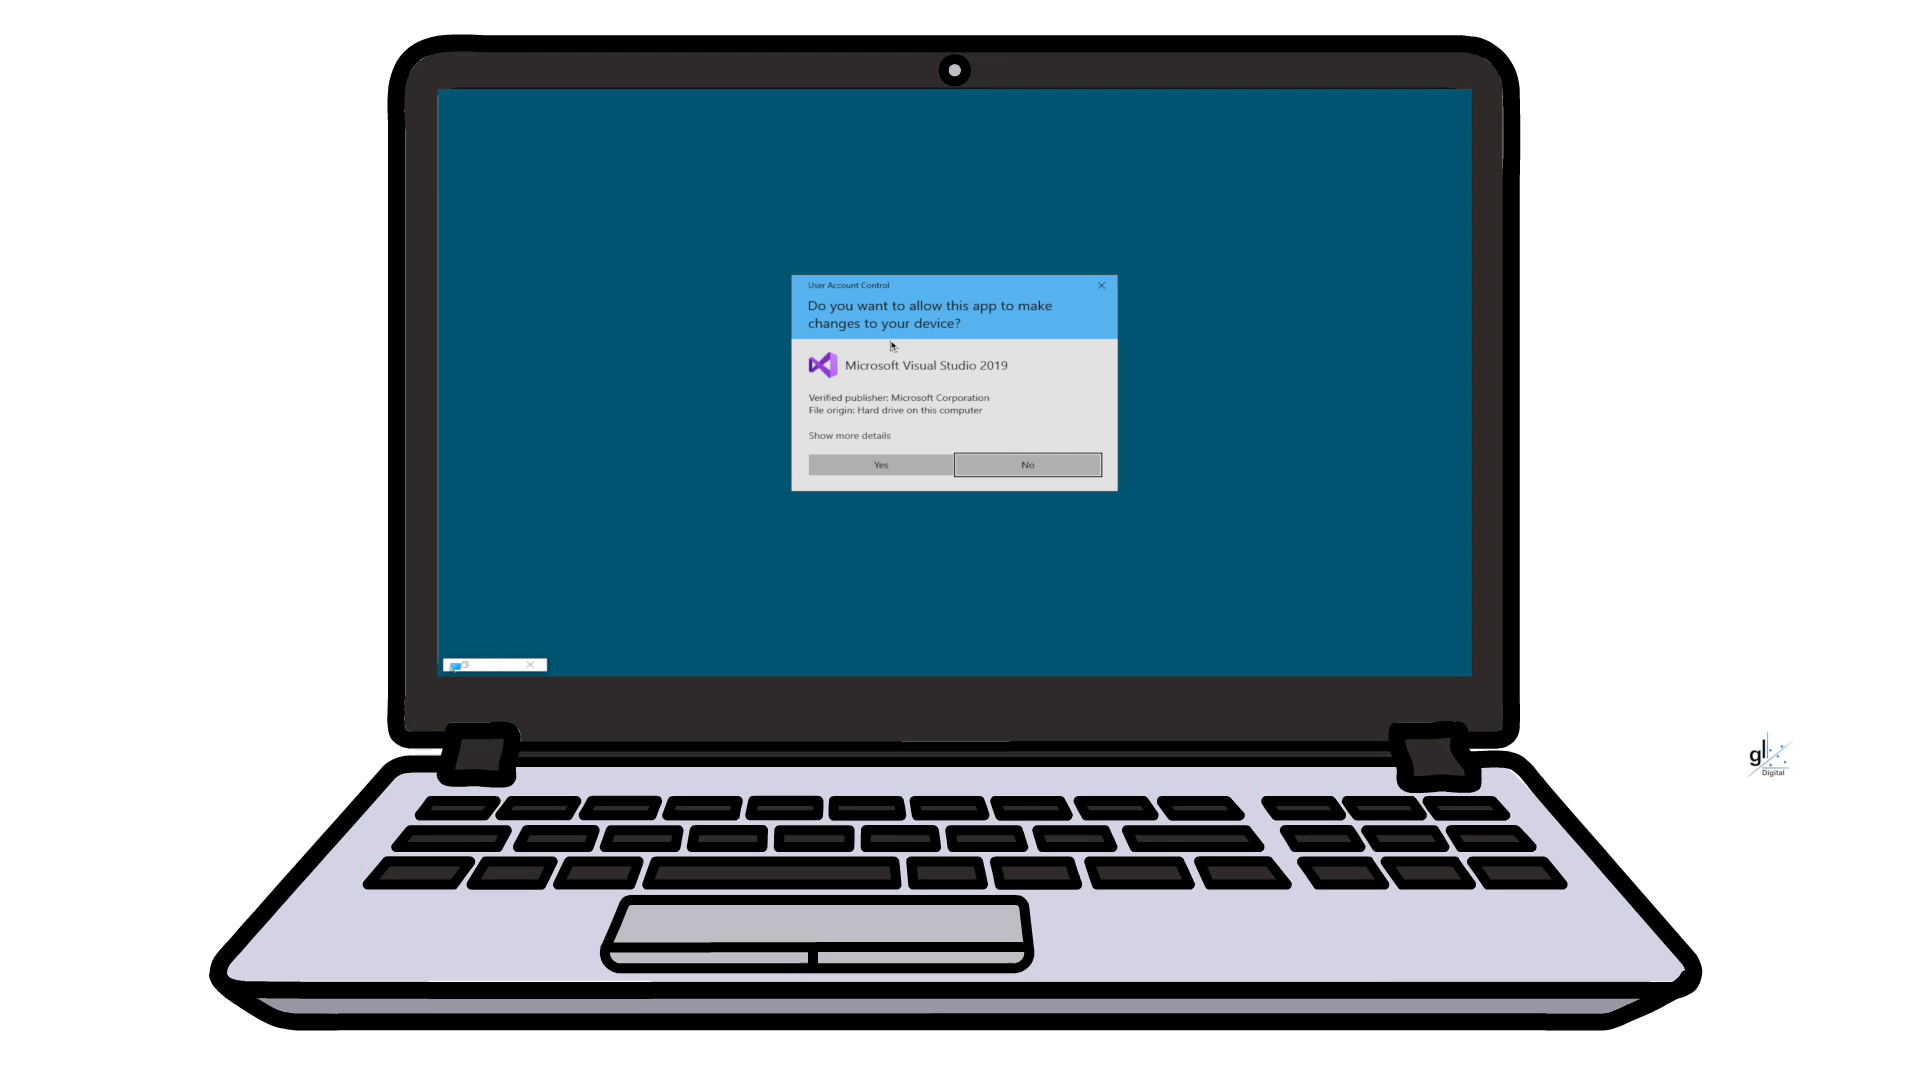 User Account Control
Do you want to allow this app to make
changes to your device?
Microsoft Visual Studio 2019
Verified publisher: Microsoft Corporation
File origin: Hard drive on this computer
Show more details
Yes No
gl
Digital